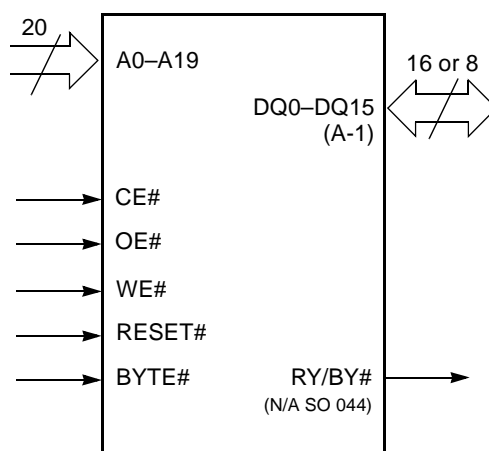 20
A0–A19
16 or 8
DQ0–DQ15
(A-1)
CE#
OE#
WE#
RESET#
BYTE#
RY/BY#
(N/A SO 044)